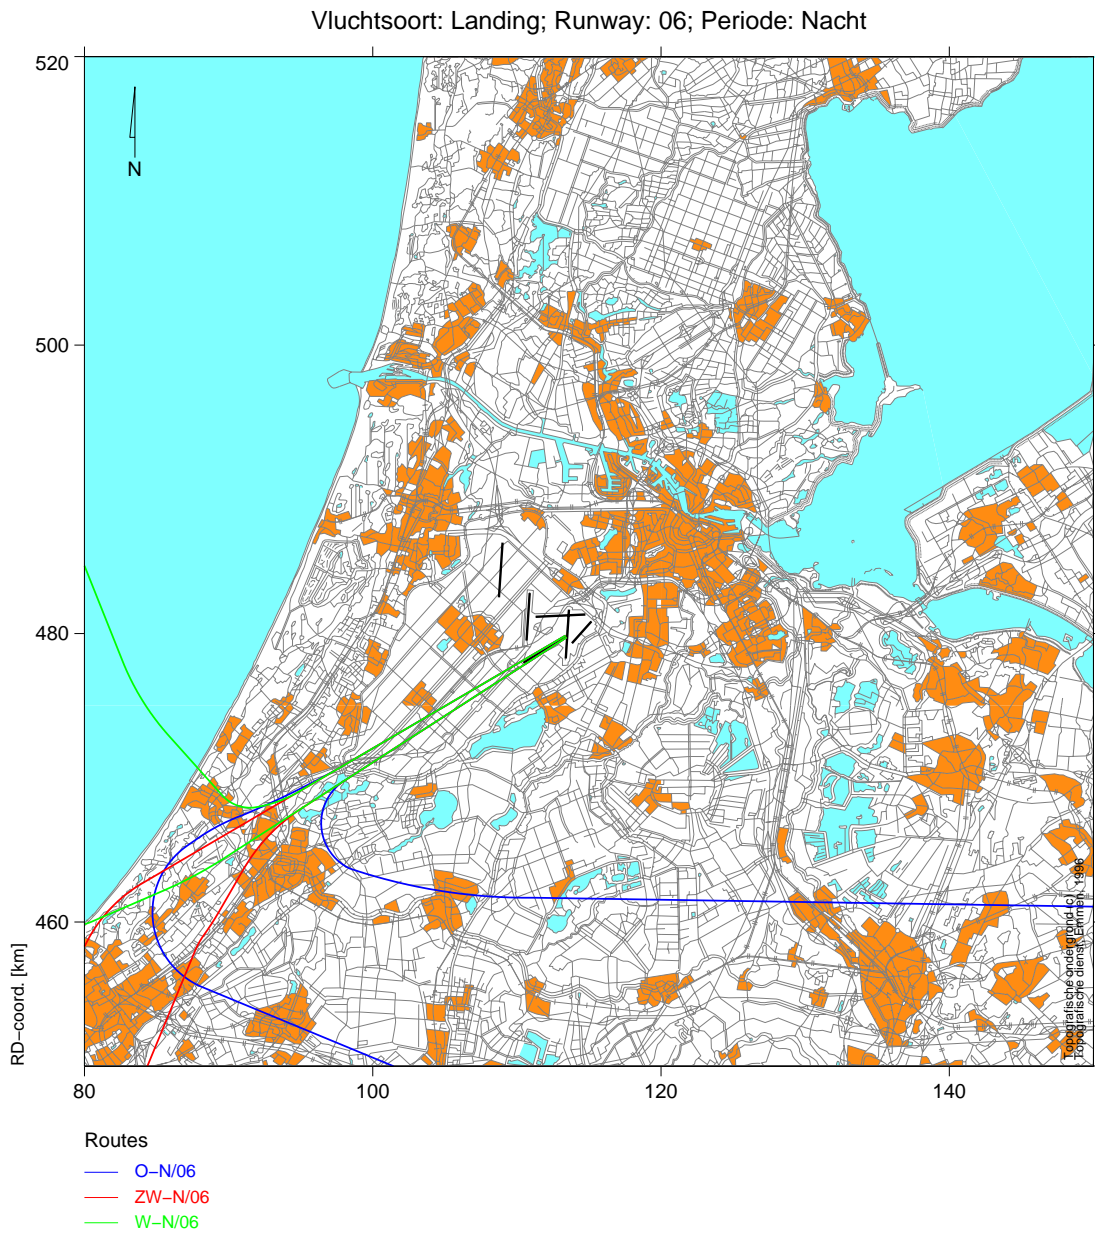 Vluchtsoort: Landing; Runway: 06; Periode: Nacht
520
N
500
480
460
RD−coord. [km]
80
100
120
140
Topografische ondergrond (c)
Topografische dienst, Emmen, 1996
Routes
O−N/06
ZW−N/06
W−N/06